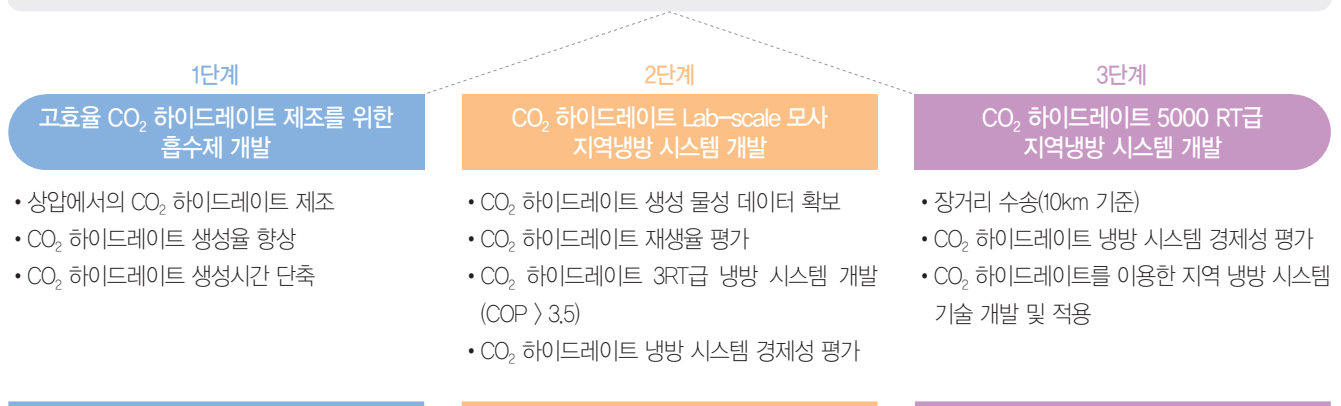 1단계
고효율 CO₂ 하이드레이트 제조를 위한
흡수제 개발
• 상압에서의 CO₂ 하이드레이트 제조
• CO₂ 하이드레이트 생성율 향상
• CO₂ 하이드레이트 생성시간 단축
2단계
CO₂ 하이드레이트 Lab-scale 모사
지역냉방 시스템 개발
• CO₂ 하이드레이트 생성 물성 데이터 확보
• CO₂ 하이드레이트 재생율 평가
• CO₂ 하이드레이트 3RT급 냉방 시스템 개발
(COP > 3.5)
• CO₂ 하이드레이트 냉방 시스템 경제성 평가
3단계
CO₂ 하이드레이트 5000 RT급
지역냉방 시스템 개발
• 장거리 수송(10km 기준)
• CO₂ 하이드레이트 냉방 시스템 경제성 평가
• CO₂ 하이드레이트를 이용한 지역 냉방 시스템
기술 개발 및 적용